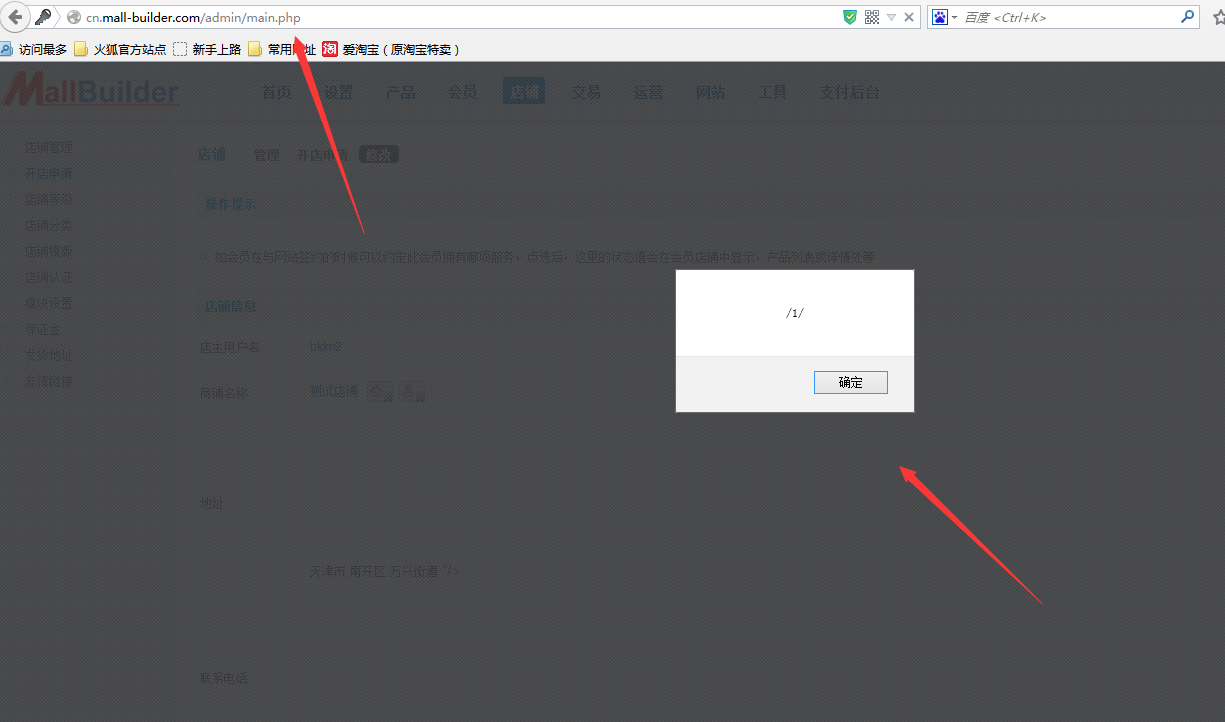 cn.mall-builder.com/admin/main.php
百度 <Ctrl+K>
访问最多 火狐官方站点 新手上路 常用网址 淘 爱淘宝（原淘宝特卖）
MallBuilder
首页 设置 产品 会员 店铺 交易 运营 网站 工具 支付后台
店铺管理
开店申请
店铺等级
店铺分类
店铺模版
店铺认证
模块设置
保证金
发货地址
友情链接
店铺 管理 开店申请 修改
操作提示
如会员在与网站签约的时候可以约定此会员拥有哪项服务，点选后，这里的状态值会在会员店铺中显示，产品列表或详情处等
店铺信息
店主用户名
商铺名称 测试店铺
地址
天津市 南开区 万兴街道 "/>
联系电话
/1/
确定